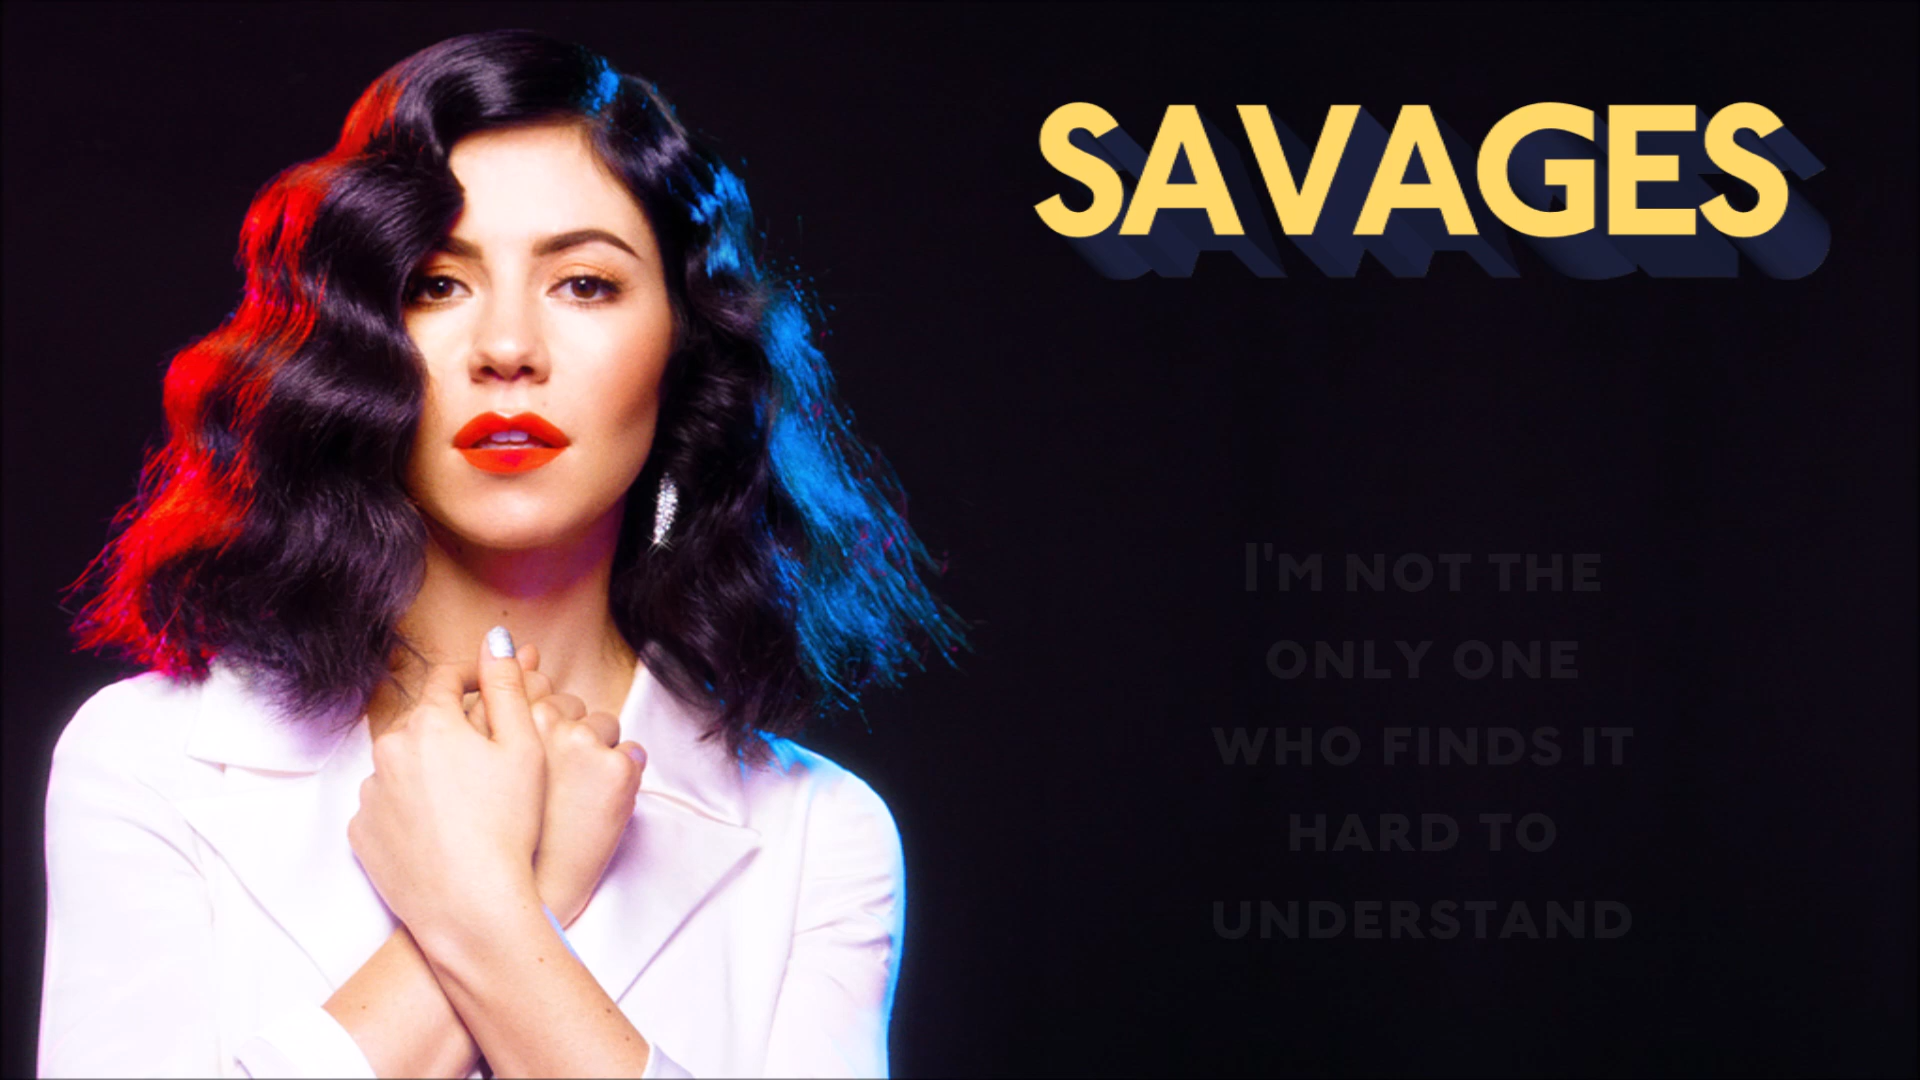 SAVAGES
I'M NOT THE
ONLY ONE
WHO FINDS IT
HARD TO
UNDERSTAND